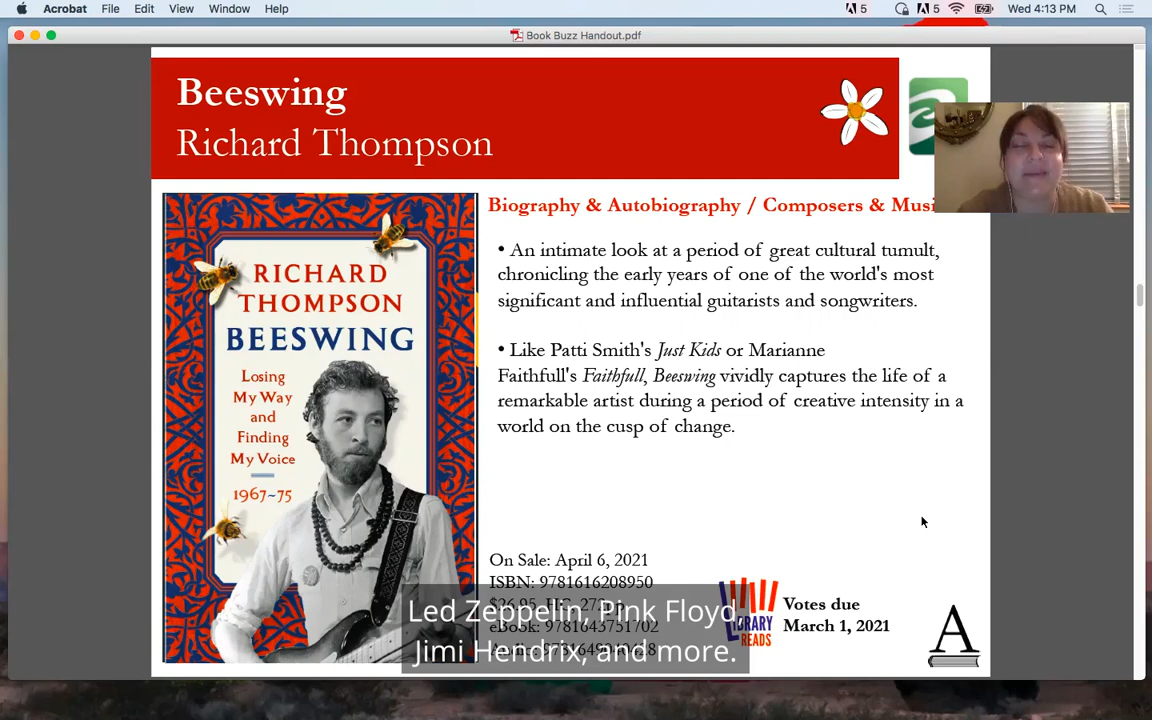 Acrobat File Edit View Window Help
5 5 Wed 4:13 PM
Book Buzz Handout.pdf
Beeswing
Richard Thompson
RICHARD
THOMPSON
BEESWING
Losing
My Way
and
Finding
My Voice
1967~75
Biography & Autobiography / Composers &
• An intimate look at a period of great cultural tumult,
chronicling the early years of one of the world's most
significant and influential guitarists and songwriters.
• Like Patti Smith's Just Kids or Marianne
Faithfull's Faithfull, Beeswing vividly captures the life of a
remarkable artist during a period of creative intensity in a
world on the cusp of change.
On Sale: April 6, 2021
ISBN: 9781616208950
eBook: 9781643751702
LIBRARY
READS
Votes due
March 1, 2021
A
Led Zeppelin, Pink Floyd,
Jimi Hendrix, and more.